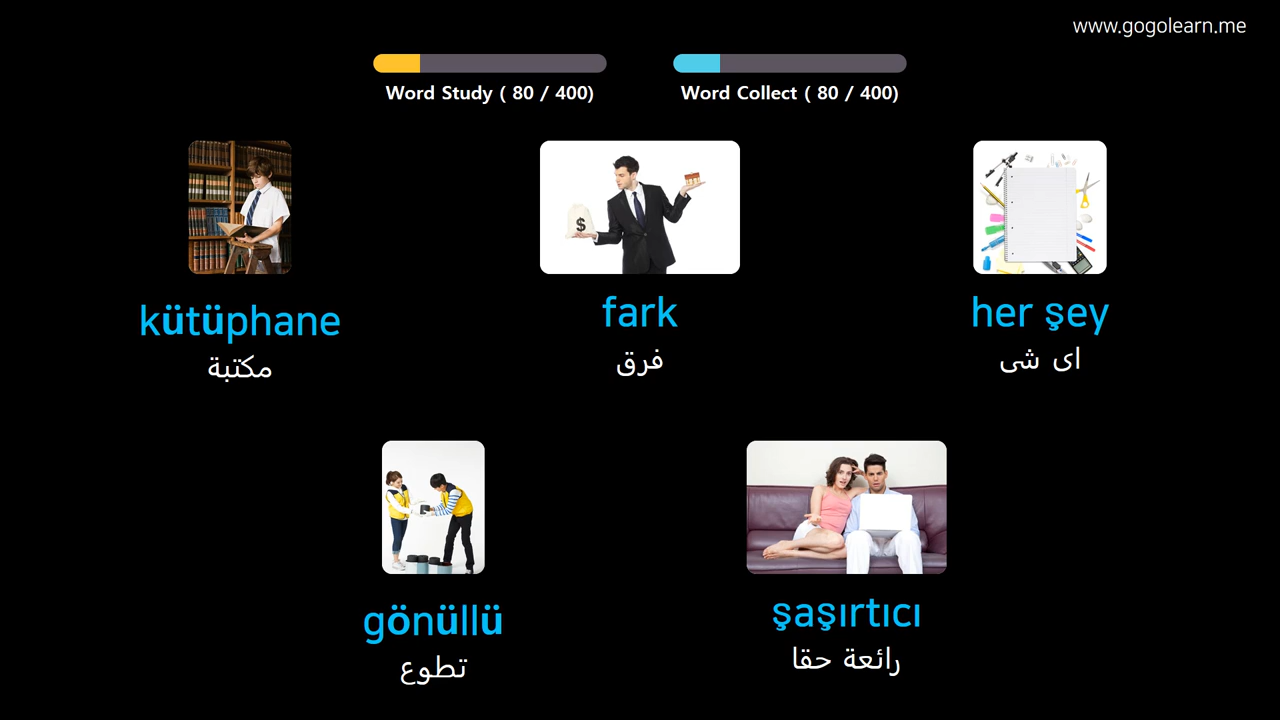 www.gogolearn.me
Word Study ( 80 / 400)
Word Collect ( 80 / 400)
kütüphane
مكتبة
fark
فرق
her şey
اى شى
gönüllü
تطوع
şaşırtıcı
رائعة حقا